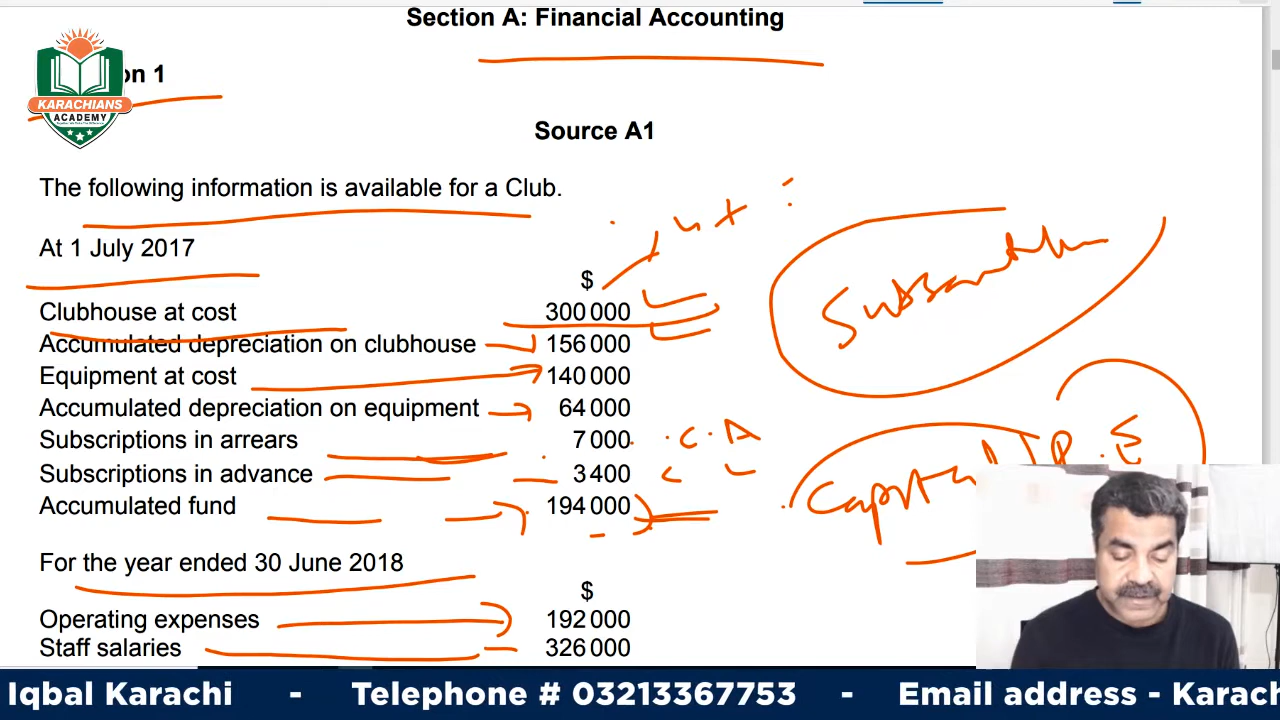 Section A: Financial Accounting
on 1
KARACHIANS
ACADEMY
Source A1
The following information is available for a Club.
At 1 July 2017
$
Clubhouse at cost 300 000
Accumulated depreciation on clubhouse 156 000
Equipment at cost 140 000
Accumulated depreciation on equipment 64 000
Subscriptions in arrears 7 000 C.A
Subscriptions in advance 3 400 C L
Accumulated fund 194 000
For the year ended 30 June 2018
$
Operating expenses 192 000
Staff salaries 326 000
Iqbal Karachi - Telephone # 03213367753 - Email address - Karach